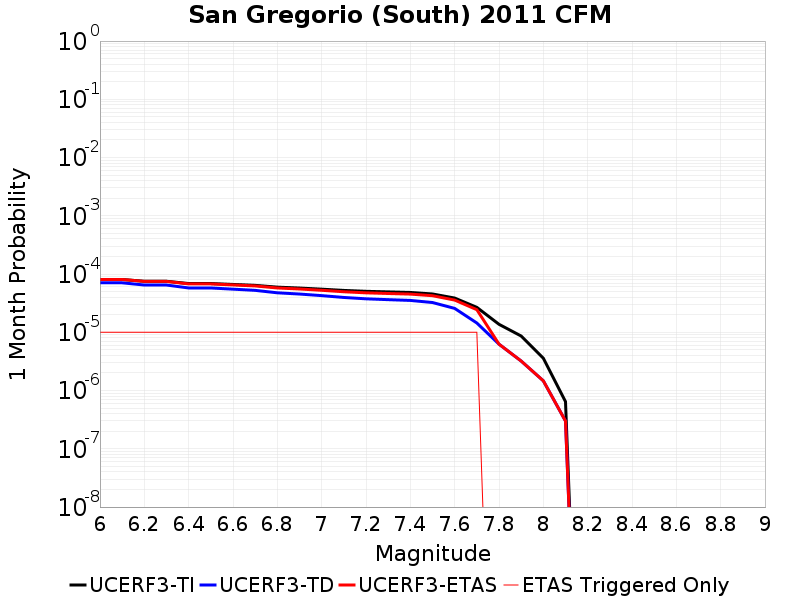 San Gregorio (South) 2011 CFM
1 Month Probability
10^0
10^-1
10^-2
10^-3
10^-4
10^-5
10^-6
10^-7
10^-8
6 6.2 6.4 6.6 6.8 7 7.2 7.4 7.6 7.8 8 8.2 8.4 8.6 8.8 9
Magnitude
UCERF3-TI UCERF3-TD UCERF3-ETAS ETAS Triggered Only